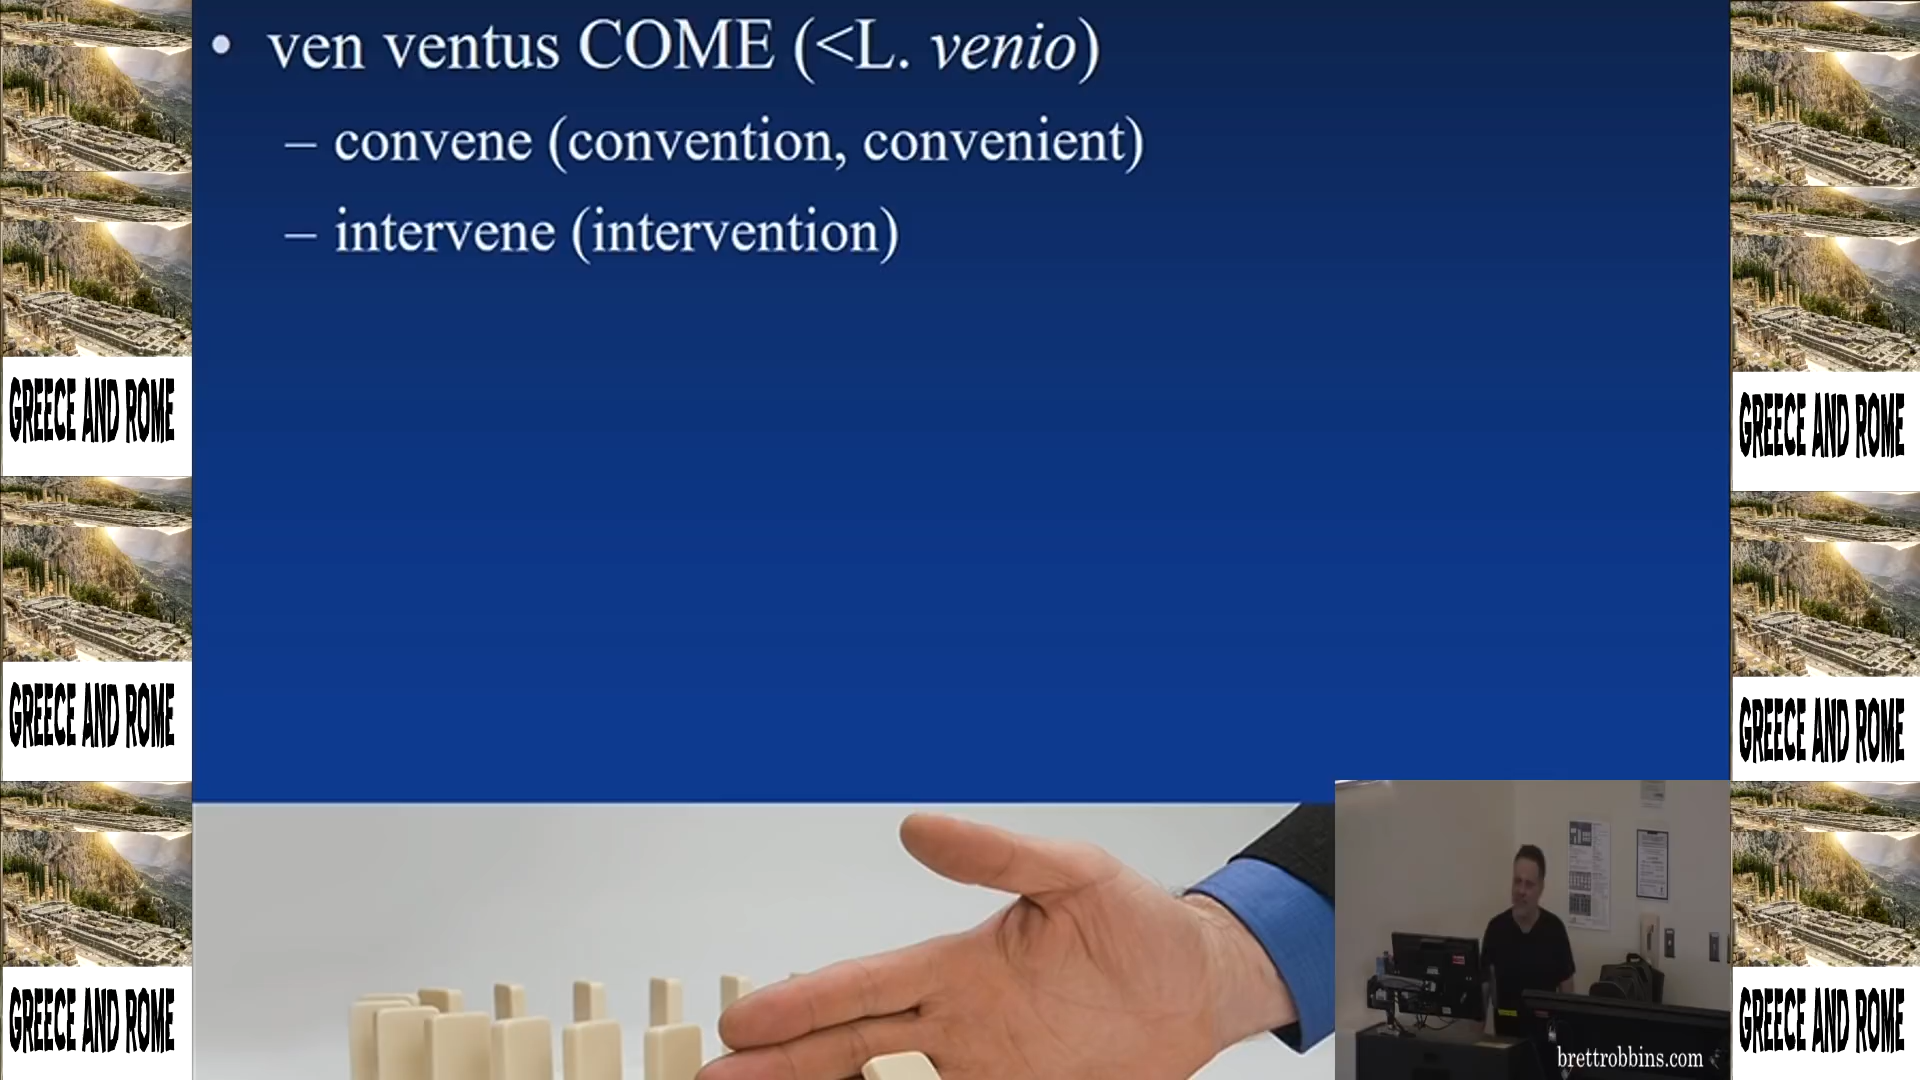 • ven ventus COME (<L. venio)
– convene (convention, convenient)
– intervene (intervention)
GREECE AND ROME
GREECE AND ROME
GREECE AND ROME
GREECE AND ROME
GREECE AND ROME
GREECE AND ROME
brettrobbins.com